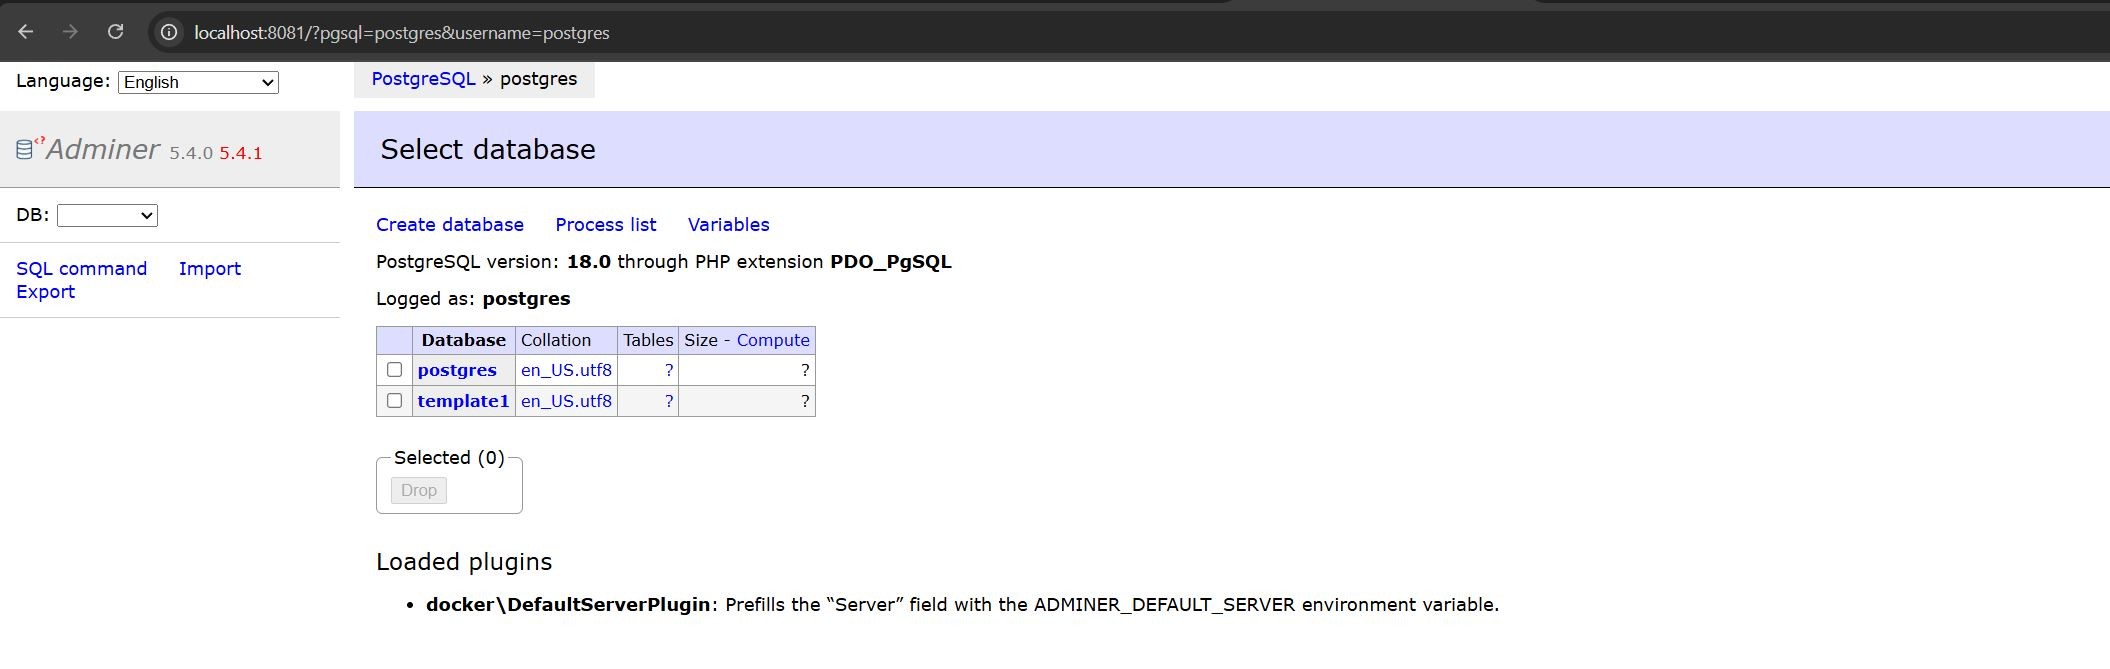 localhost:8081/?pgsql=postgres&username=postgres
Language: English
PostgreSQL » postgres
Adminer 5.4.0 5.4.1
Select database
DB:
SQL command Import
Export
Create database Process list Variables
PostgreSQL version: 18.0 through PHP extension PDO_PgSQL
Logged as: postgres
Database Collation Tables Size - Compute
postgres en_US.utf8 ? ?
template1 en_US.utf8 ? ?
Selected (0)
Drop
Loaded plugins
• docker\DefaultServerPlugin: Prefills the “Server” field with the ADMINER_DEFAULT_SERVER environment variable.